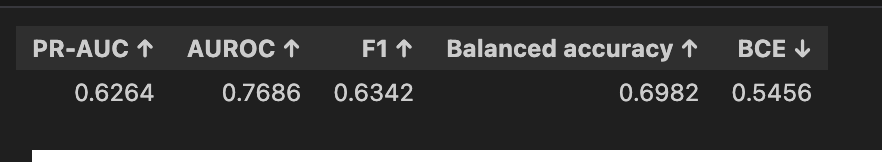 PR-AUC ↑ AUROC ↑ F1 ↑ Balanced accuracy ↑ BCE ↓
0.6264 0.7686 0.6342 0.6982 0.5456